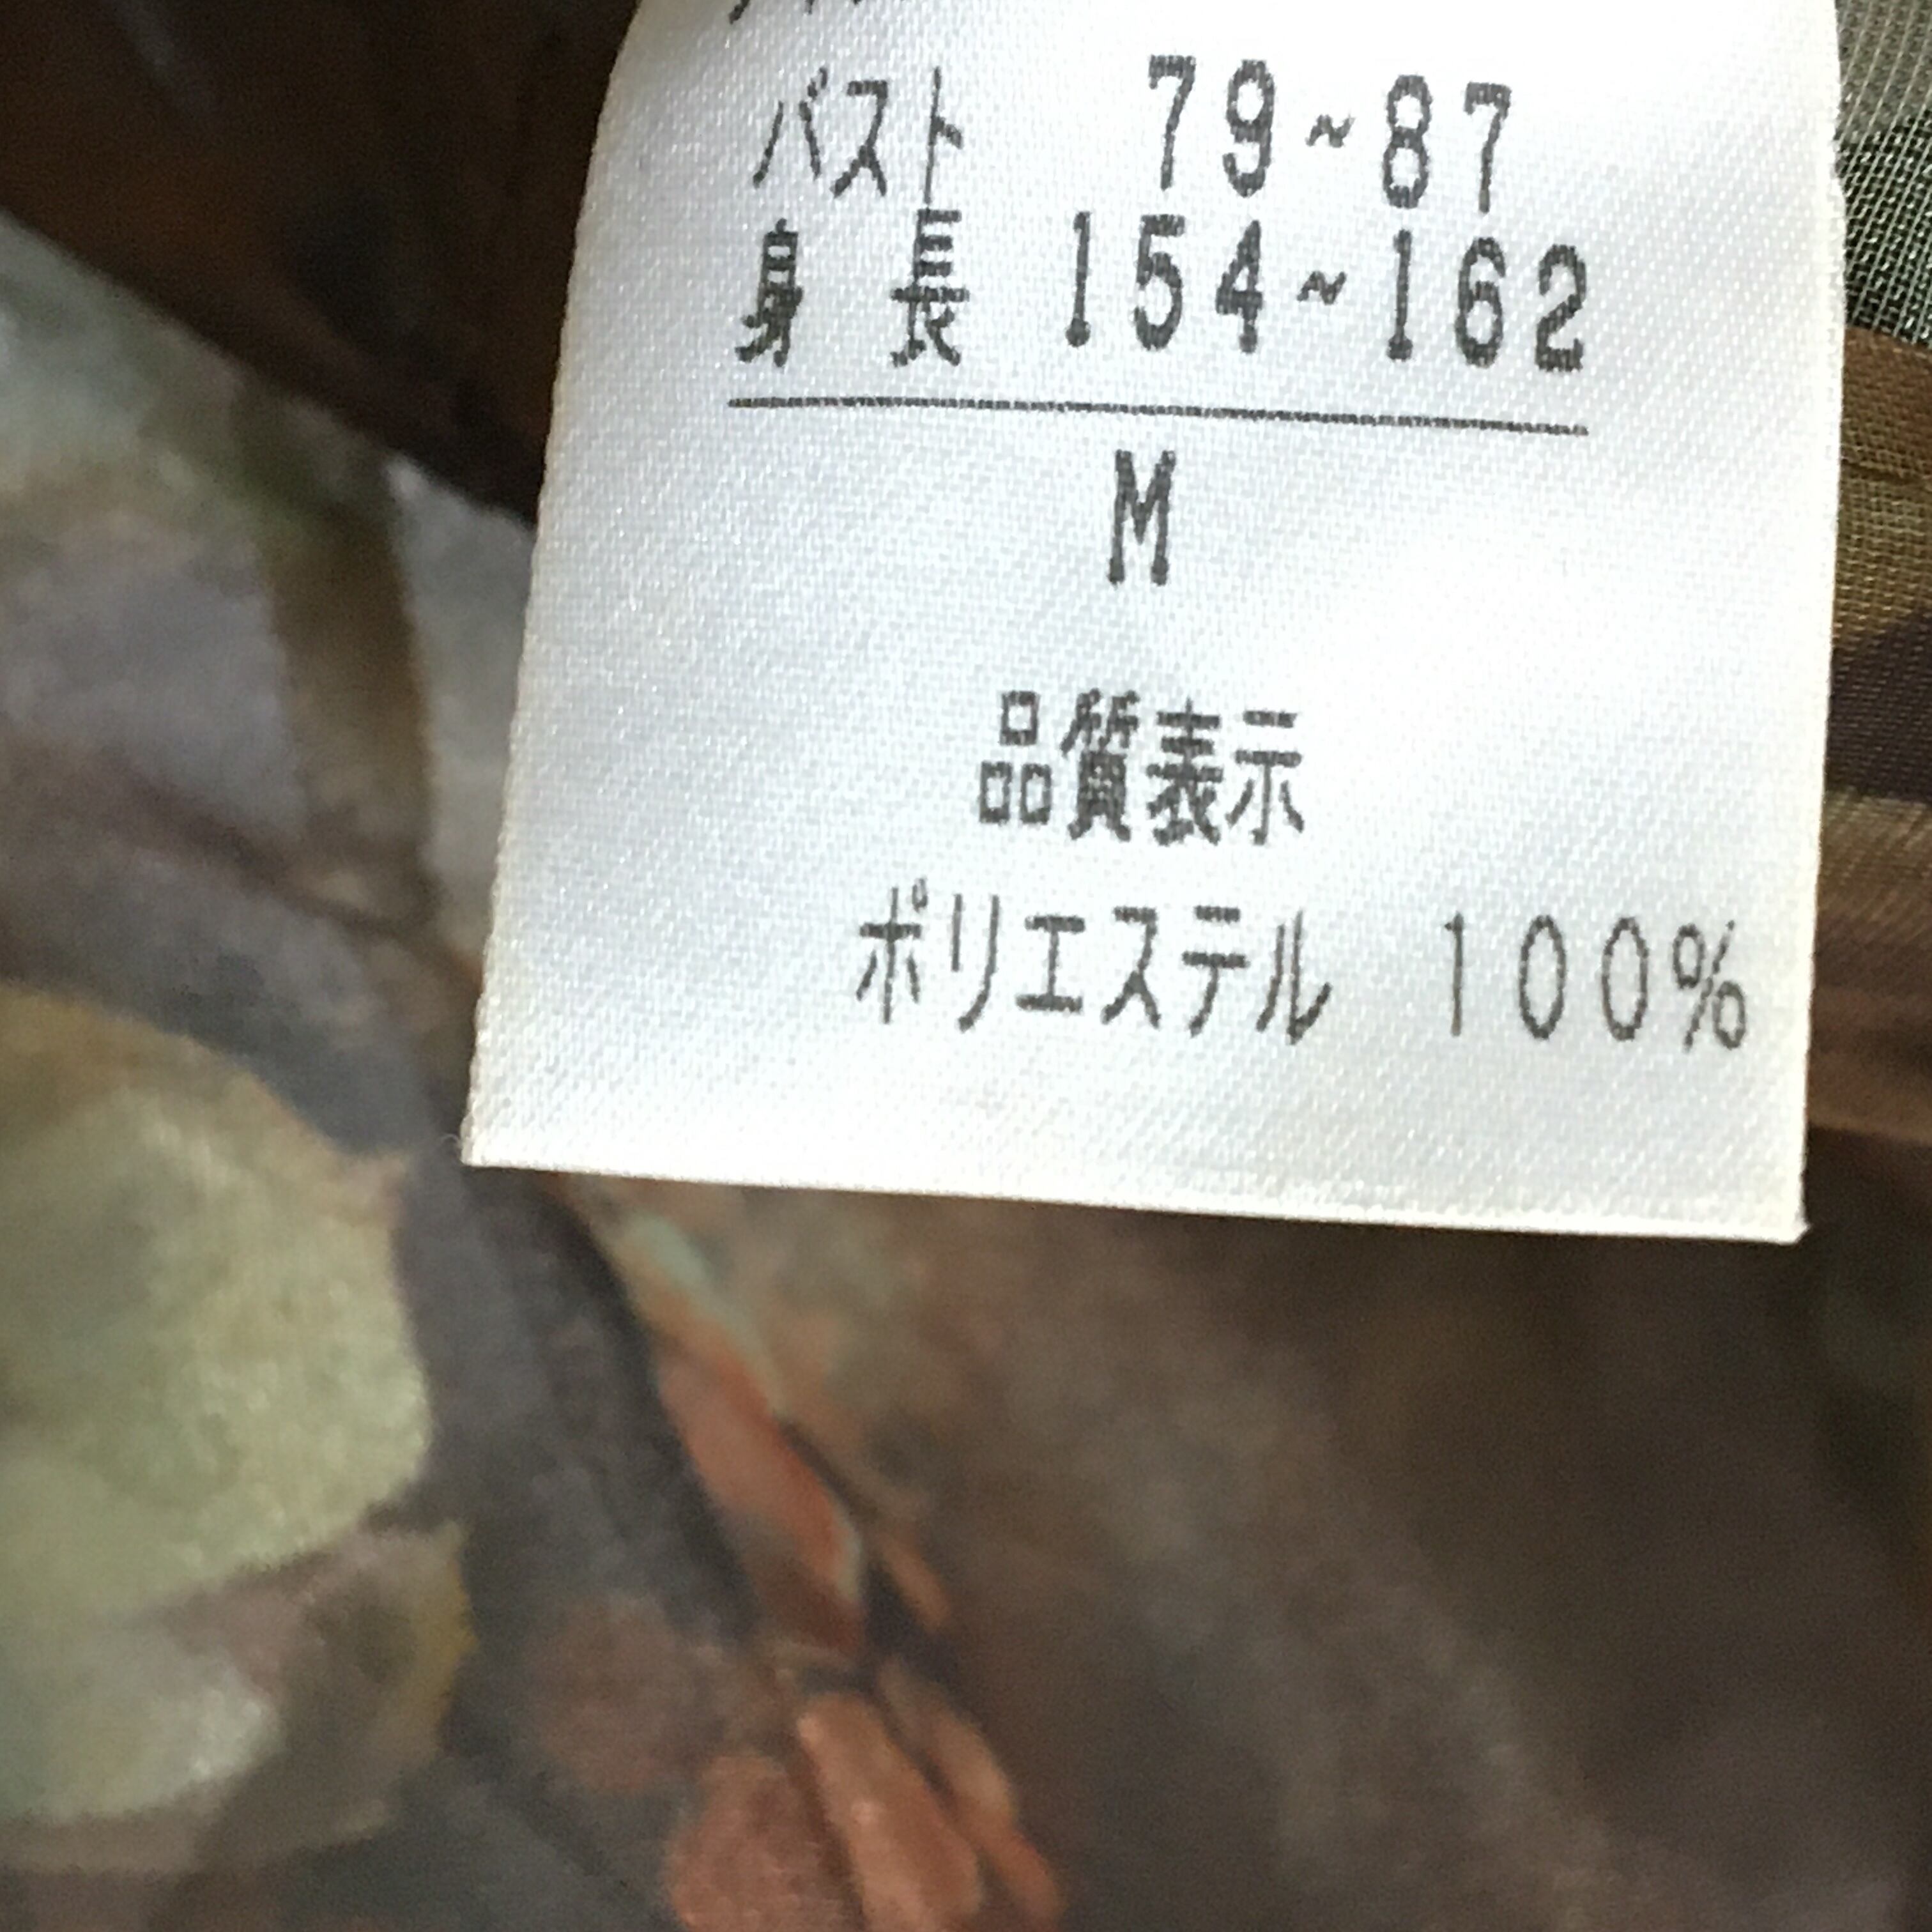 バスト 79~87
身 長 154~162
M
品質表示
ポリエステル 100%